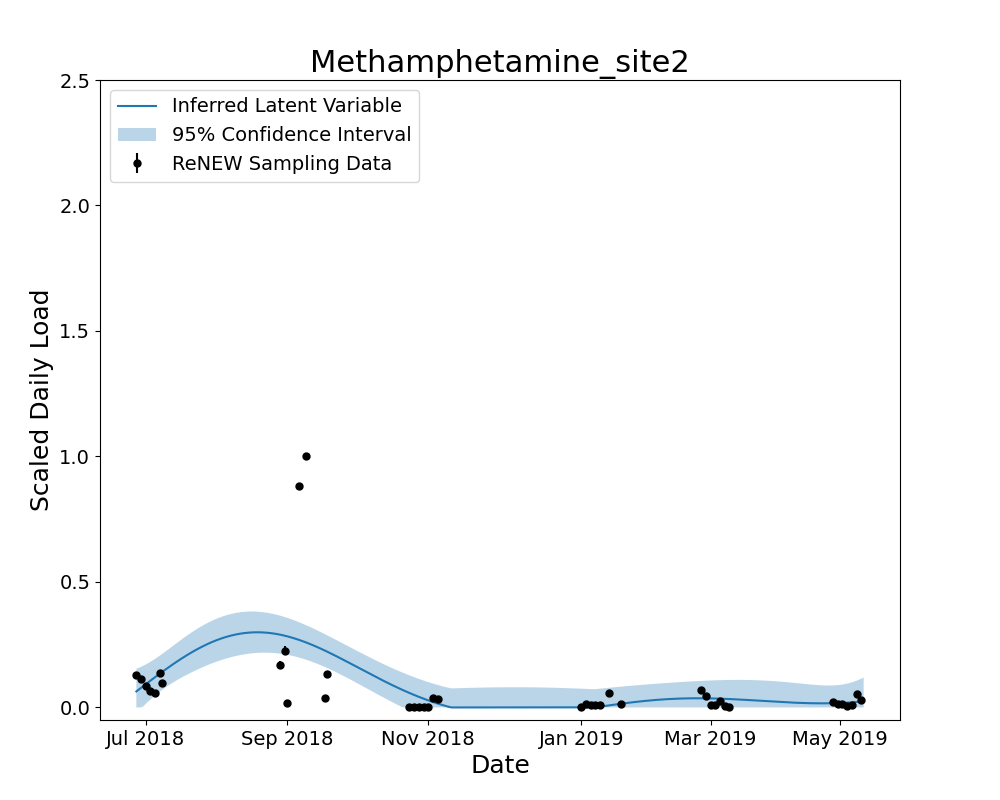 Methamphetamine_site2
Inferred Latent Variable
95% Confidence Interval
ReNEW Sampling Data
Scaled Daily Load
2.5
2.0
1.5
1.0
0.5
0.0
Jul 2018 Sep 2018 Nov 2018 Jan 2019 Mar 2019 May 2019
Date